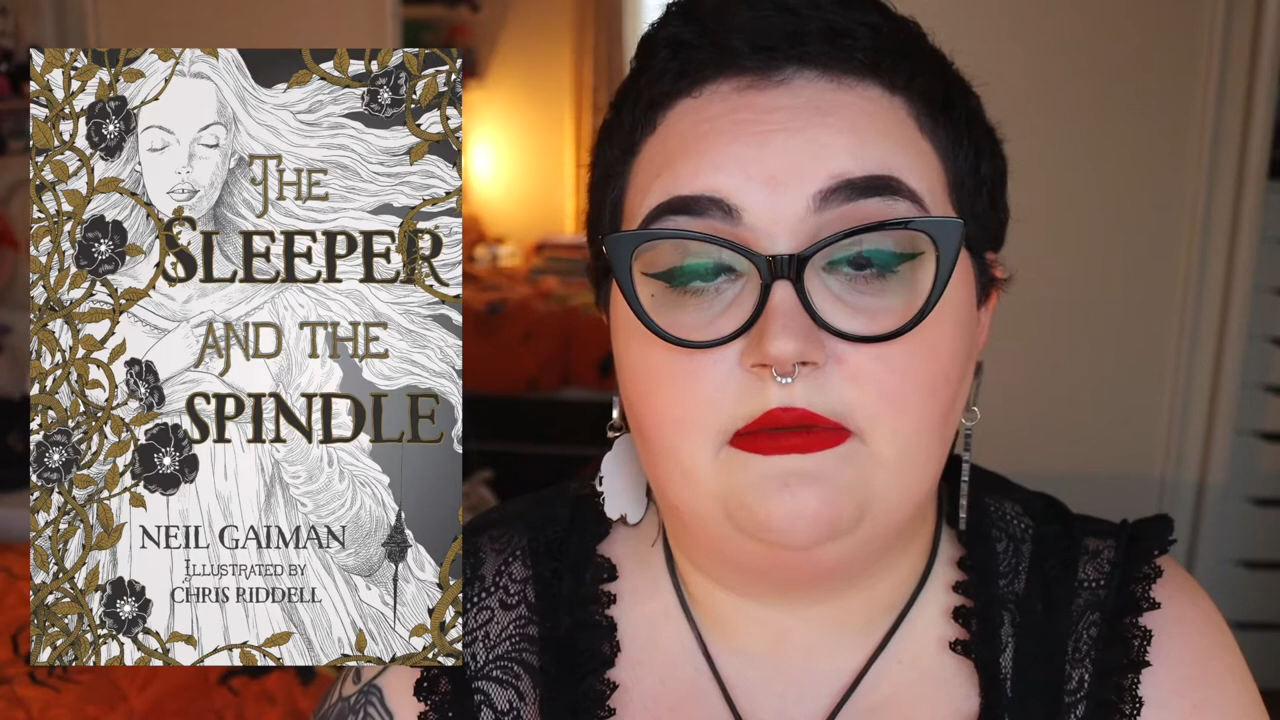 THE
SLEEPER
AND THE
SPINDLE
NEIL GAIMAN
ILLUSTRATED BY
CHRIS RIDDELL